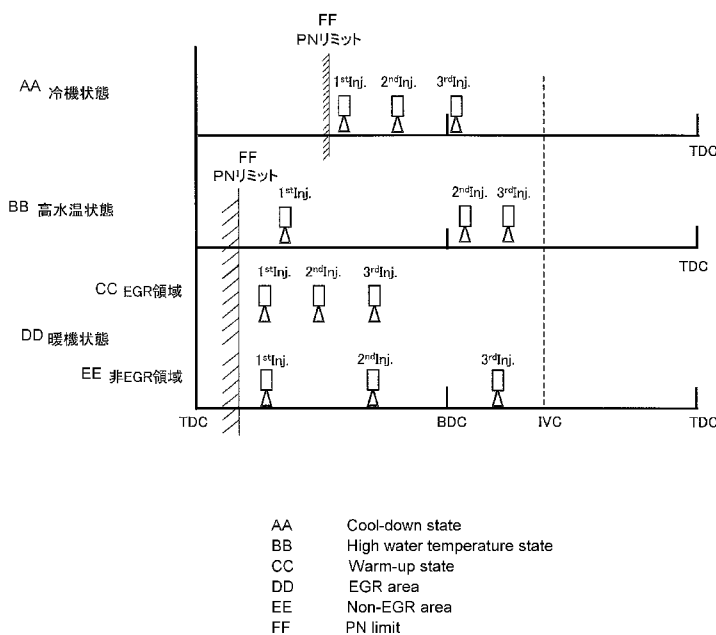 FF
PNリミット
AA 冷機状態
1stInj. 2ndInj. 3rdInj.
TDC
FF
PNリミット
BB 高水温状態
1stInj. 2ndInj. 3rdInj.
TDC
CC EGR領域
1stInj. 2ndInj. 3rdInj.
DD 暖機状態
EE 非EGR領域
1stInj. 2ndInj. 3rdInj.
TDC BDC IVC TDC
AA Cool-down state
BB High water temperature state
CC Warm-up state
DD EGR area
EE Non-EGR area
FF PN limit